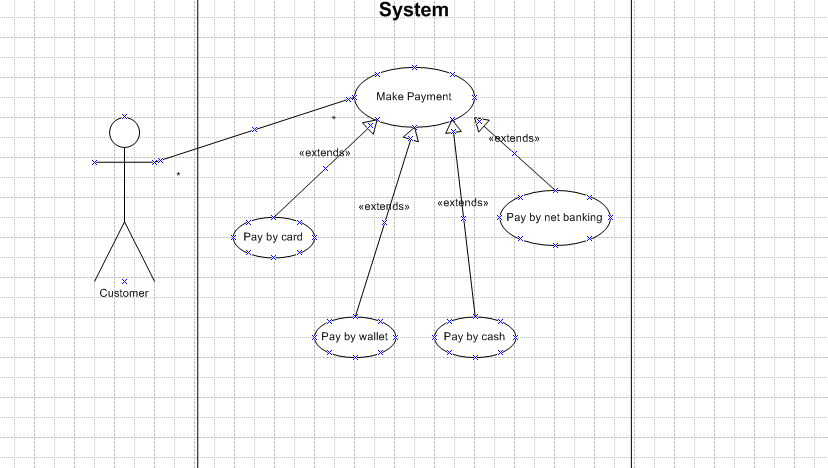 System
Make Payment
*
«extends»
«extends»
*
«extends»
«extends»
Pay by net banking
Pay by card
Customer
Pay by wallet
Pay by cash